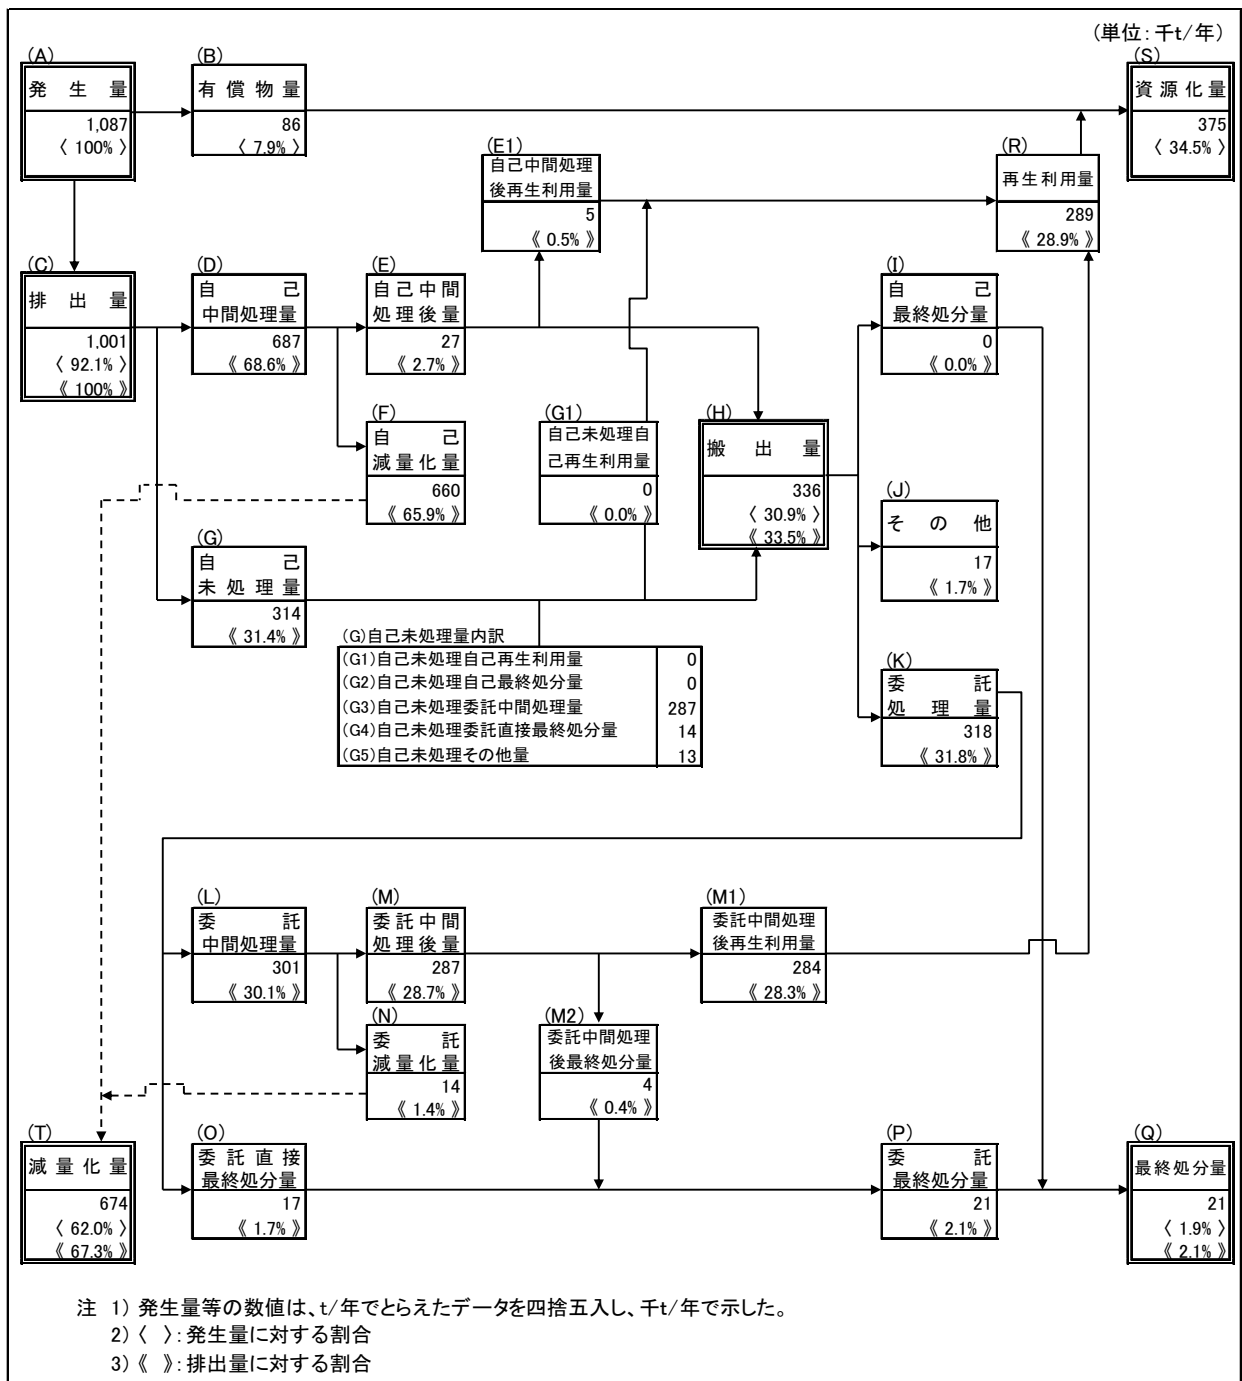 (単位:千t/年)
(A)
発生量
1,087
〈 100% 〉
(B)
有償物量
86
〈 7.9% 〉
(S)
資源化量
375
〈 34.5% 〉
(E1)
自己中間処理
後再生利用量
5
《 0.5% 》
(R)
再生利用量
289
《 28.9% 》
(C)
排出量
1,001
〈 92.1% 〉
《 100% 》
(D)
自己
中間処理量
687
《 68.6% 》
(E)
自己中間
処理後量
27
《 2.7% 》
(I)
自己
最終処分量
0
《 0.0% 》
(F)
自己
減量化量
660
《 65.9% 》
(G1)
自己未処理自
己再生利用量
0
《 0.0% 》
(H)
搬出量
336
〈 30.9% 〉
《 33.5% 》
(J)
その他
17
《 1.7% 》
(G)
自己
未処理量
314
《 31.4% 》
(G)自己未処理量内訳
(G1)自己未処理自己再生利用量 0
(G2)自己未処理自己最終処分量 0
(G3)自己未処理委託中間処理量 287
(G4)自己未処理委託直接最終処分量 14
(G5)自己未処理その他量 13
(K)
委託
処理量
318
《 31.8% 》
(L)
委託
中間処理量
301
《 30.1% 》
(M)
委託中間
処理後量
287
《 28.7% 》
(M1)
委託中間処理
後再生利用量
284
《 28.3% 》
(N)
委託
減量化量
14
《 1.4% 》
(M2)
委託中間処理
後最終処分量
4
《 0.4% 》
(T)
減量化量
674
〈 62.0% 〉
《 67.3% 》
(O)
委託直接
最終処分量
17
《 1.7% 》
(P)
委託
最終処分量
21
《 2.1% 》
(Q)
最終処分量
21
〈 1.9% 〉
《 2.1% 》
注 1) 発生量等の数値は、t/年でとらえたデータを四捨五入し、千t/年で示した。
2)〈 〉:発生量に対する割合
3)《 》:排出量に対する割合